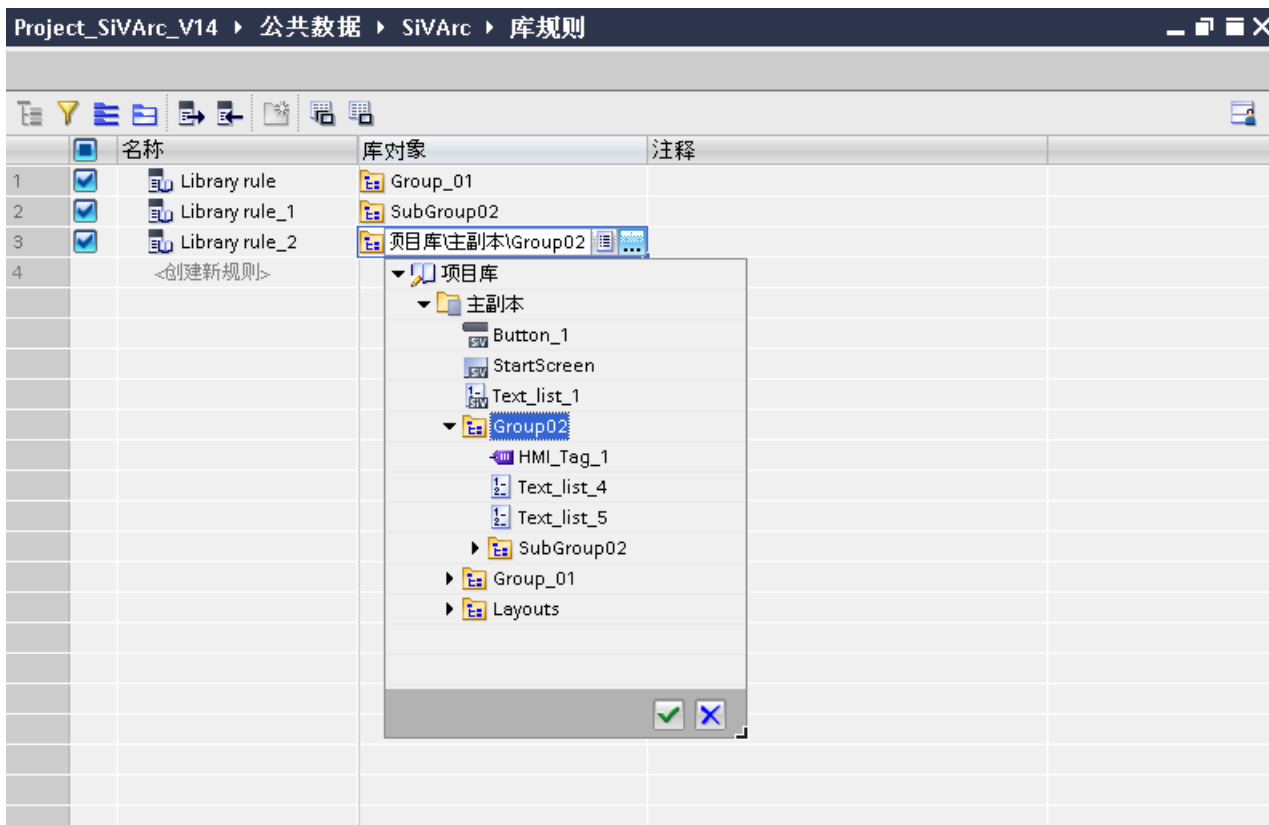 Project_SiVArc_V14 ▸ 公共数据 ▸ SiVArc ▸ 库规则
名称 库对象 注释
1 Library rule Group_01
2 Library rule_1 SubGroup02
3 Library rule_2 项目库\主副本\Group02
4 <创建新规则>
项目库
主副本
Button_1
StartScreen
Text_list_1
Group02
HMI_Tag_1
Text_list_4
Text_list_5
SubGroup02
Group_01
Layouts